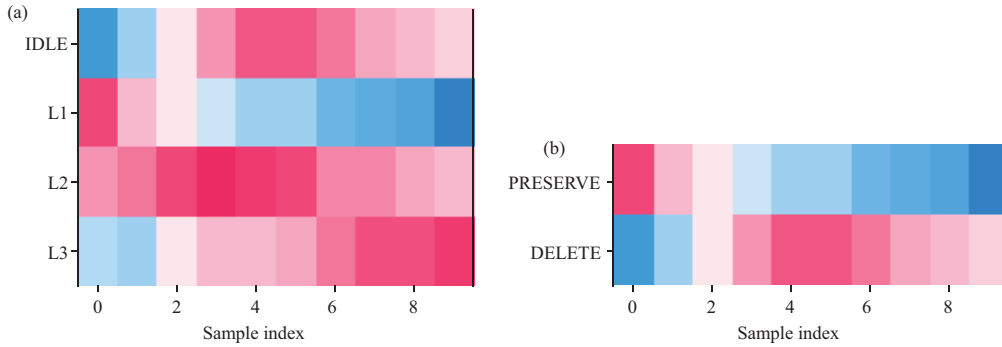 (a)
IDLE
L1
L2
L3
0 2 4 6 8
Sample index
(b)
PRESERVE
DELETE
0 2 4 6 8
Sample index